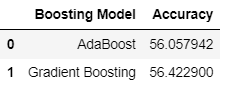 Boosting Model Accuracy
0 AdaBoost 56.057942
1 Gradient Boosting 56.422900